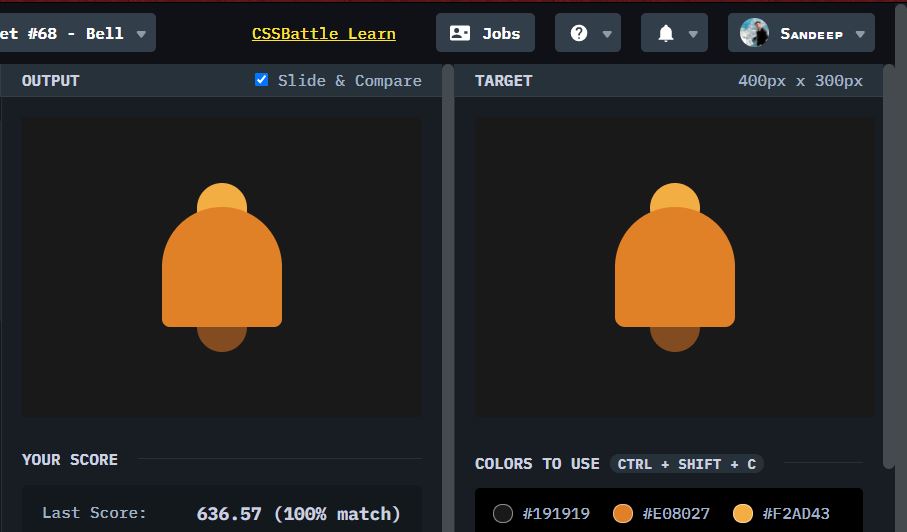 et #68 - Bell
CSSBattle Learn
Jobs
?
Sandeep
OUTPUT
Slide & Compare
TARGET
400px x 300px
YOUR SCORE
Last Score:
636.57 (100% match)
COLORS TO USE
CTRL + SHIFT + C
#191919
#E08027
#F2AD43